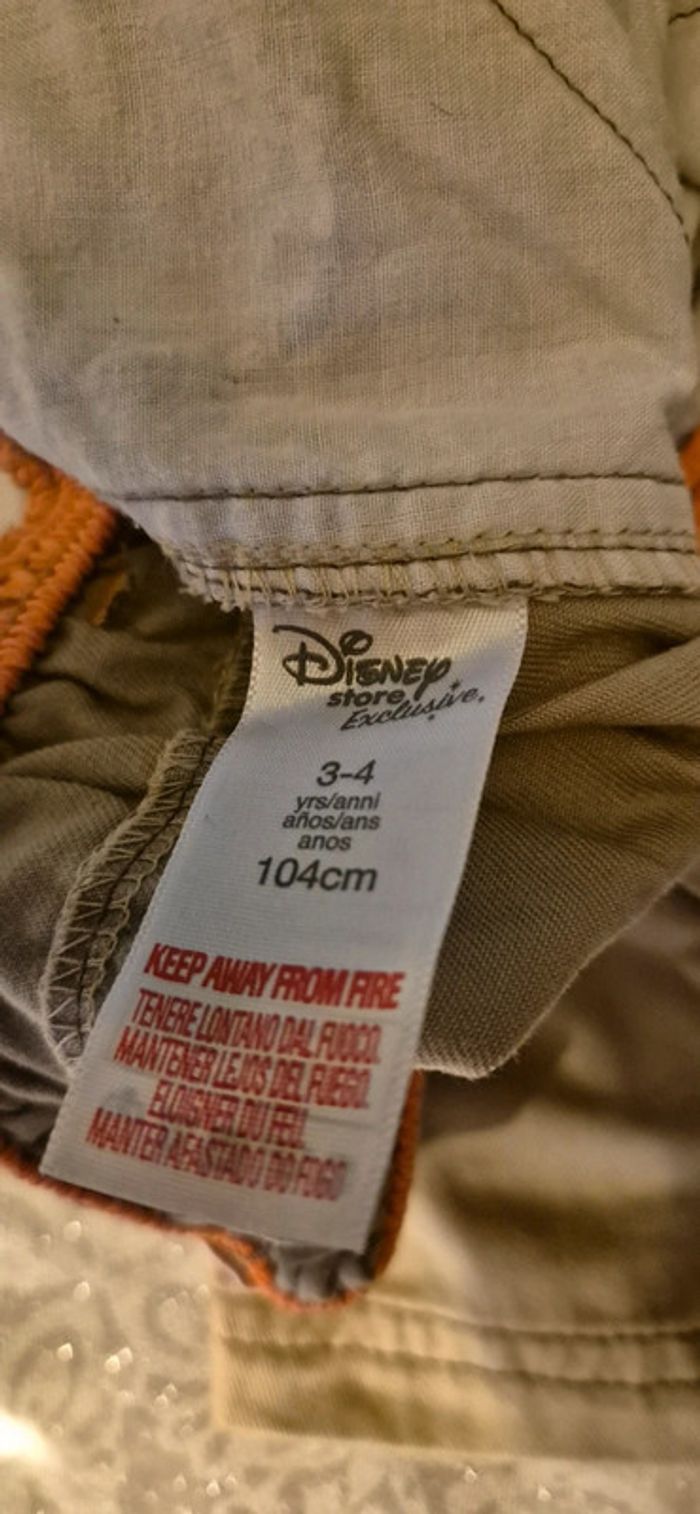 Disney
store
Exclusive.
3-4
yrs/anni
años/ans
anos
104cm
KEEP AWAY FROM FIRE
TENERE LONTANO DAL FUOCO.
MANTENER LEJOS DEL FUEGO.
ELOIGNER DU FEU.
MANTER AFASTADO DO FOGO